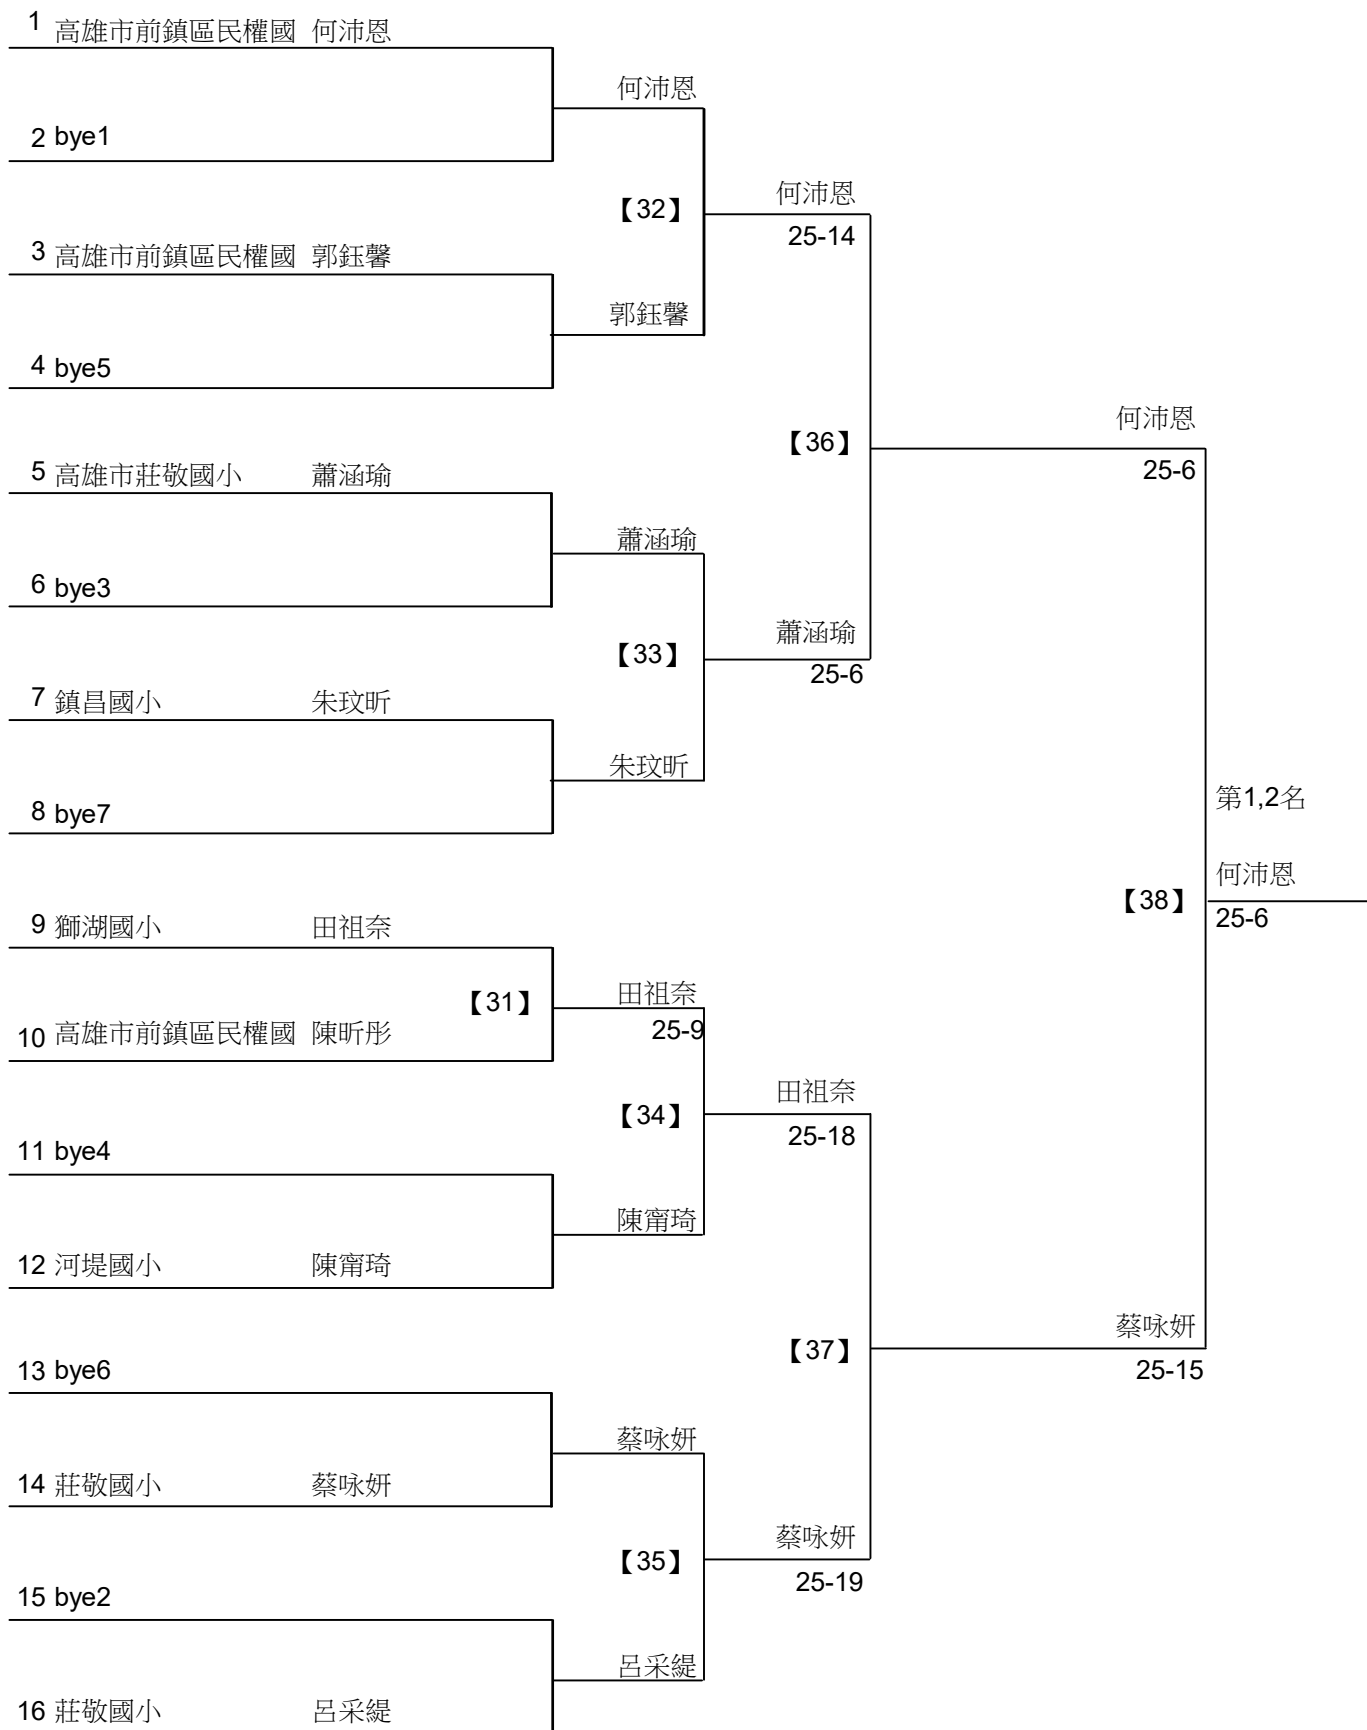 1 高雄市前鎮區民權國 何沛恩
何沛恩
2 bye1
【32】
何沛恩
25-14
3 高雄市前鎮區民權國 郭鈺馨
郭鈺馨
4 bye5
【36】
何沛恩
25-6
5 高雄市莊敬國小 蕭涵瑜
蕭涵瑜
6 bye3
【33】
蕭涵瑜
25-6
7 鎮昌國小 朱玟昕
朱玟昕
8 bye7
第1,2名
【38】
何沛恩
25-6
9 獅湖國小 田祖奈
【31】
田祖奈
25-9
10 高雄市前鎮區民權國 陳昕彤
【34】
田祖奈
25-18
11 bye4
陳甯琦
12 河堤國小 陳甯琦
【37】
蔡咏妍
25-15
13 bye6
蔡咏妍
14 莊敬國小 蔡咏妍
【35】
蔡咏妍
25-19
15 bye2
呂采緹
16 莊敬國小 呂采緹